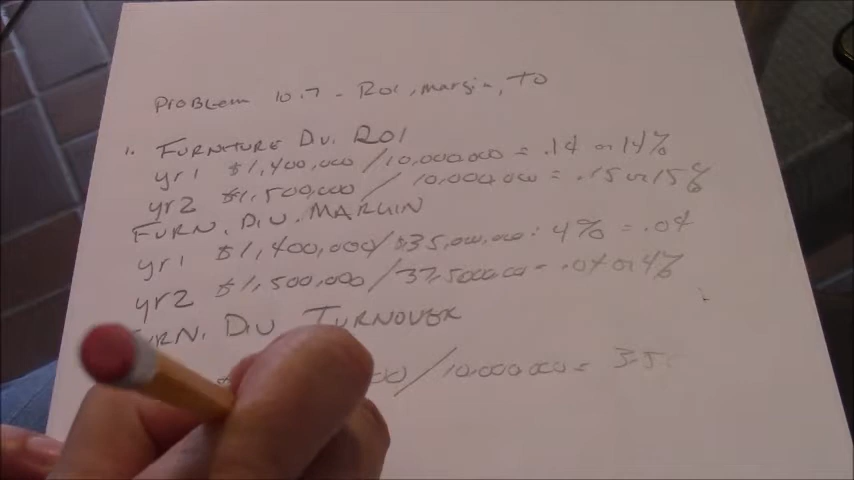 Problem 10.7 - ROI, margin, TO
1. FURNITURE DIV. ROI
yr1 $1,400,000/10,000,000 = .14 or 14%
yr2 $1,500,000/10,000,000 = .15 or 15%
FURN. DIV. MARGIN
yr1 $1,400,000/$35,000,000 = 4% = .04
yr2 $1,500,000/37,500,000 = .04 or 4%
FURN. DIV TURNOVER
/10,000,000 = 3.5